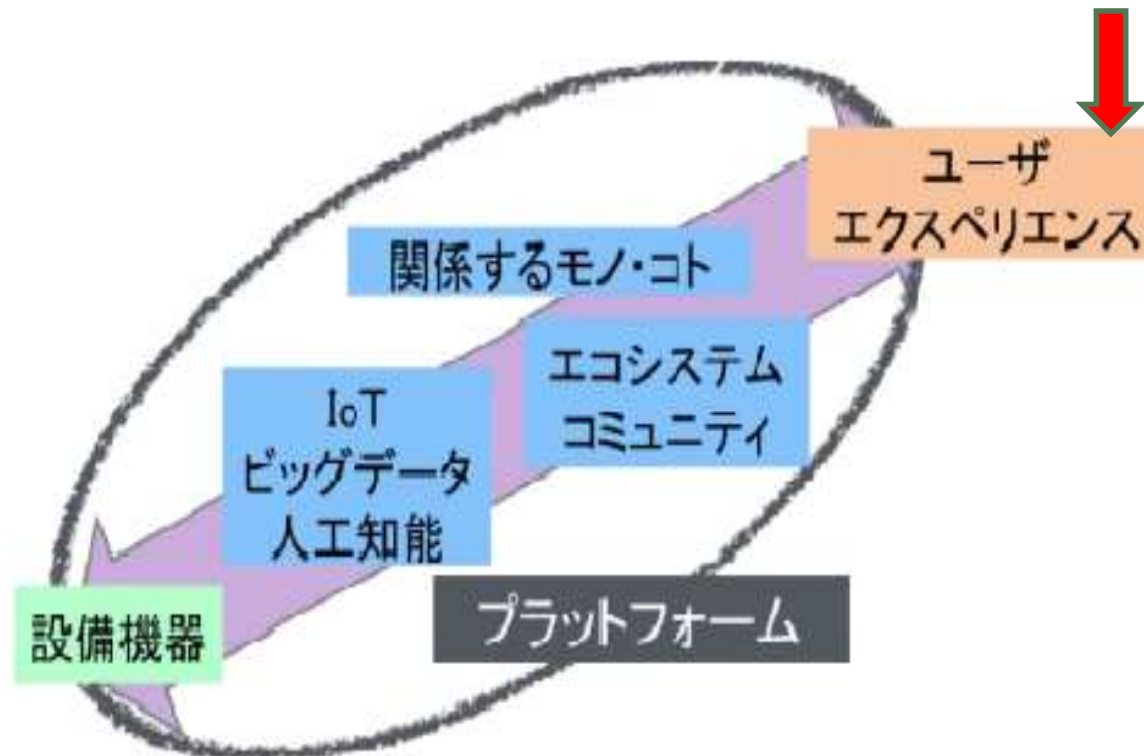 ユーザ
エクスペリエンス
関係するモノ・コト
エコシステム
コミュニティ
IoT
ビッグデータ
人工知能
プラットフォーム
設備機器